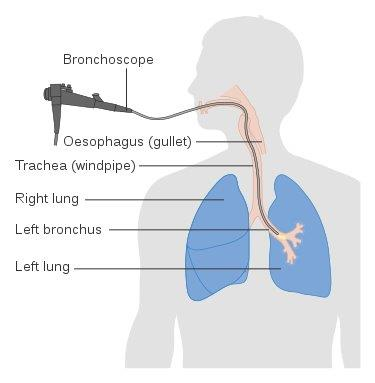 Bronchoscope
Oesophagus (gullet)
Trachea (windpipe)
Right lung
Left bronchus
Left lung